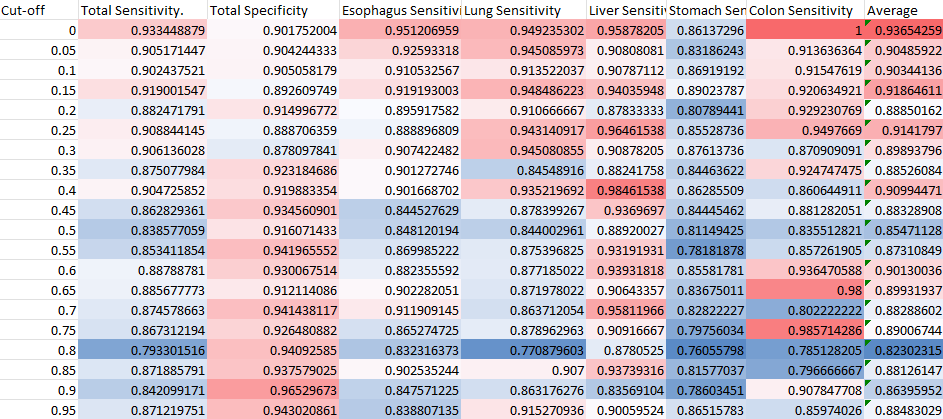 Cut-off Total Sensitivity. Total Specificity Esophagus Sensitivi Lung Sensitivity Liver Sensiti Stomach Ser Colon Sensitivity Average
0 0.933448879 0.901752004 0.951206959 0.949235302 0.95878205 0.86137296 1 0.93654259
0.05 0.905171447 0.904244333 0.92593318 0.945085973 0.90808081 0.83186243 0.913636364 0.90485922
0.1 0.902437521 0.905058179 0.910532567 0.913522037 0.90787112 0.86919192 0.91547619 0.90344136
0.15 0.919001547 0.892609749 0.919193003 0.948486223 0.94035948 0.89023787 0.920634921 0.91864611
0.2 0.882471791 0.914996772 0.895917582 0.910666667 0.87833333 0.80789441 0.929230769 0.88850162
0.25 0.908844145 0.888706359 0.888896809 0.943140917 0.96461538 0.85528736 0.9497669 0.9141797
0.3 0.906136028 0.878097841 0.907422482 0.945080855 0.90878205 0.87613736 0.870909091 0.89893796
0.35 0.875077984 0.923184686 0.901272746 0.84548916 0.88241758 0.84463622 0.924747475 0.88526084
0.4 0.904725852 0.919883354 0.901668702 0.935219692 0.98461538 0.86285509 0.860644911 0.90994471
0.45 0.862829361 0.934560901 0.844527629 0.878399267 0.9369697 0.84445462 0.881282051 0.88328908
0.5 0.838577059 0.916071433 0.848120194 0.844002961 0.88920027 0.81149425 0.835512821 0.85471128
0.55 0.853411854 0.941965552 0.869985222 0.875396825 0.93191931 0.78181878 0.857261905 0.87310849
0.6 0.88788781 0.930067514 0.882355592 0.877185022 0.93931818 0.85581781 0.936470588 0.90130036
0.65 0.885677773 0.912114086 0.902282051 0.871978022 0.90643357 0.83675011 0.98 0.89931937
0.7 0.874578663 0.941438117 0.911909145 0.863712054 0.95811966 0.82822227 0.802222222 0.88288602
0.75 0.867312194 0.926480882 0.865274725 0.878962963 0.90916667 0.79756034 0.985714286 0.89006744
0.8 0.793301516 0.94092585 0.832316373 0.770879603 0.8780525 0.76055798 0.785128205 0.82302315
0.85 0.871885791 0.937579025 0.902535244 0.907 0.93739316 0.81577037 0.796666667 0.88126147
0.9 0.842099171 0.96529673 0.847571225 0.863176276 0.83569104 0.78603451 0.907847708 0.86395952
0.95 0.871219751 0.943020861 0.838807135 0.915270936 0.90059524 0.86515783 0.85974026 0.88483029